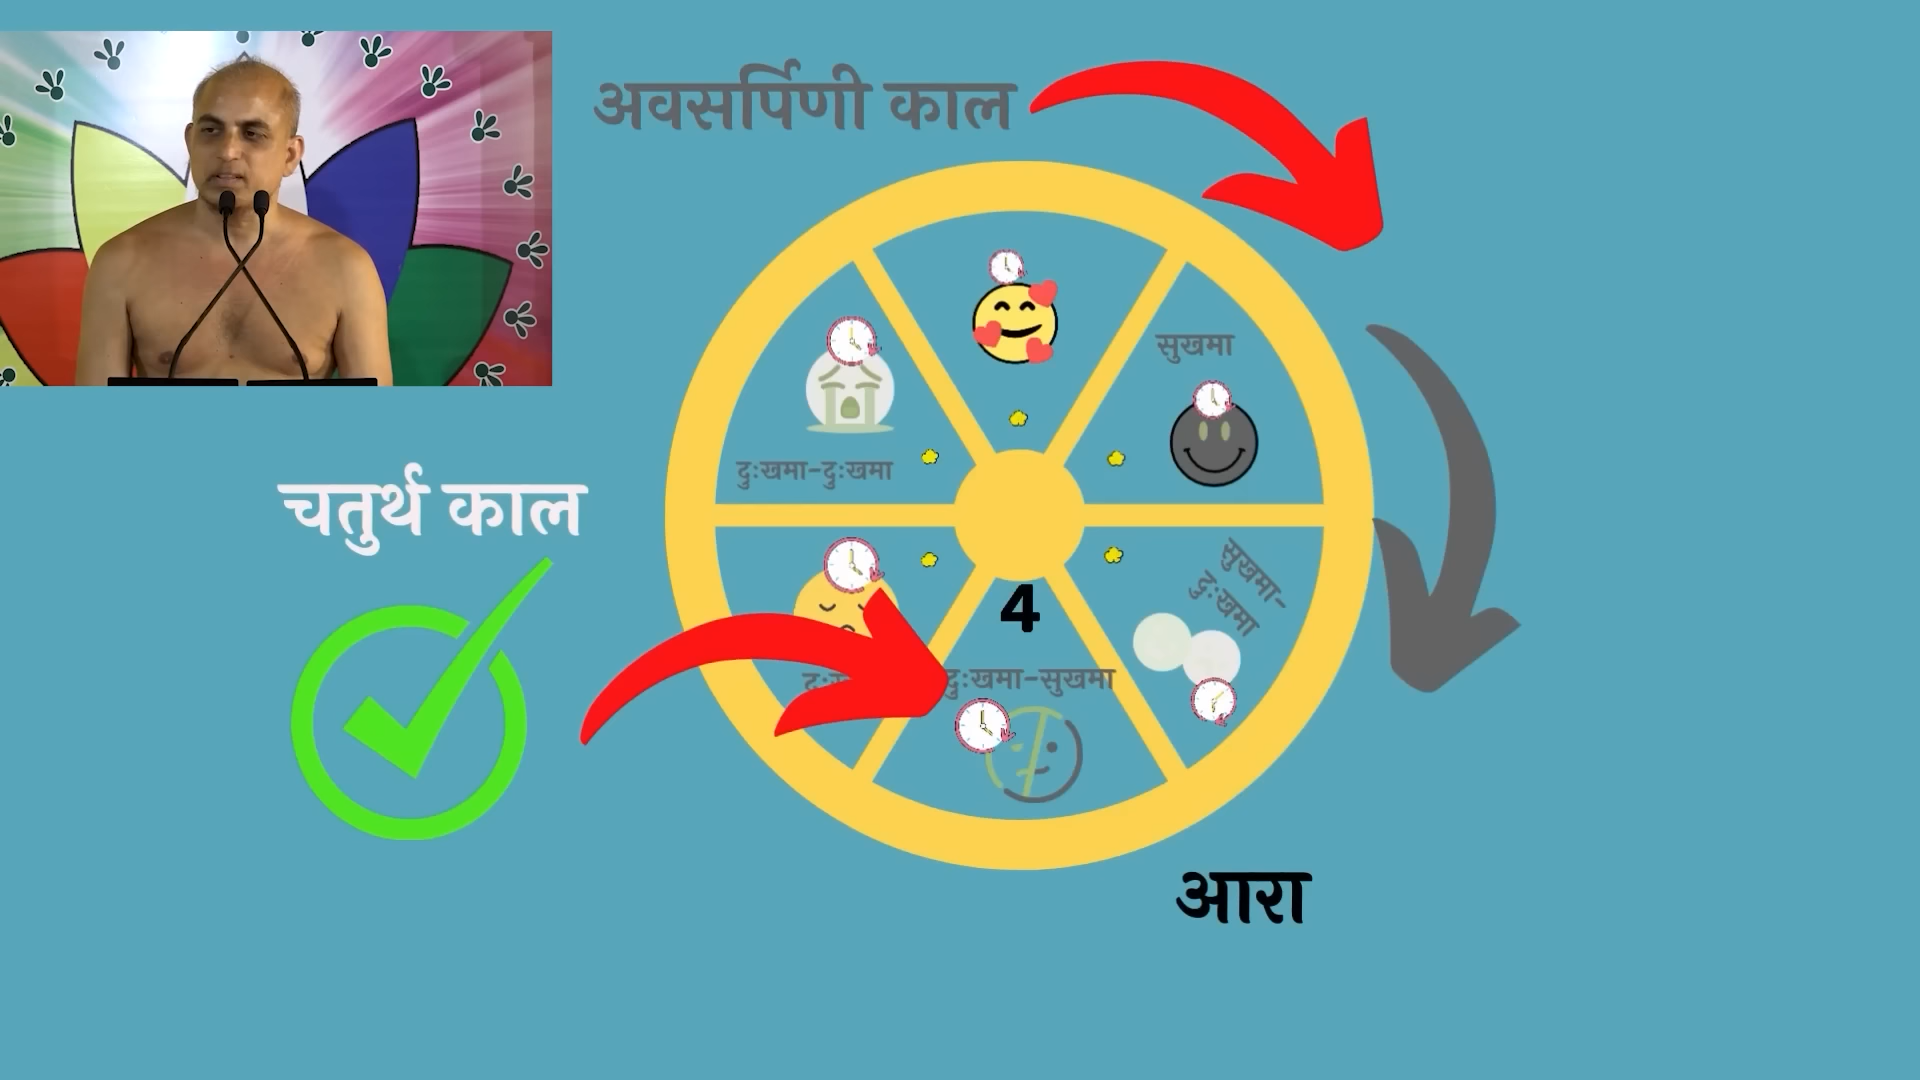 अवसर्पिणी काल
सुखमा
दुःखमा-दुःखमा
चतुर्थ काल
सुखमा-
दुःखमा
4
दुःखमा-सुखमा
आरा